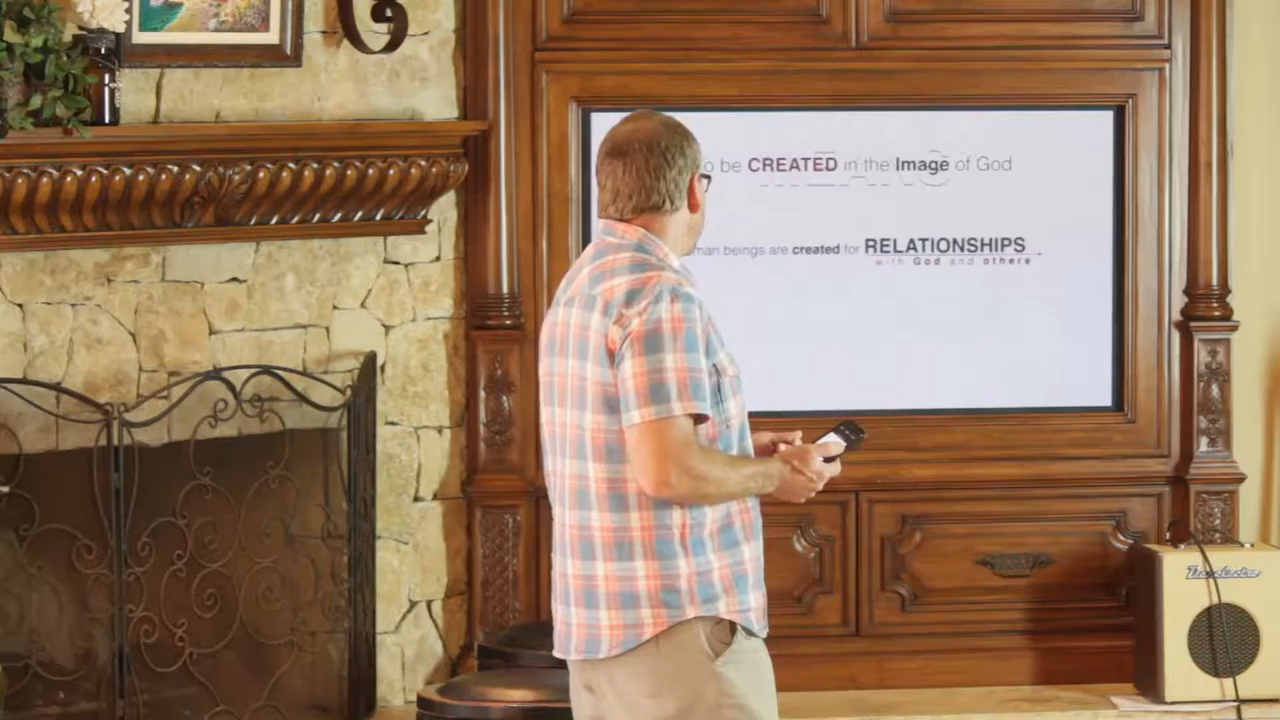 o be CREATED in the Image of God
man beings are created for RELATIONSHIPS
with God and others